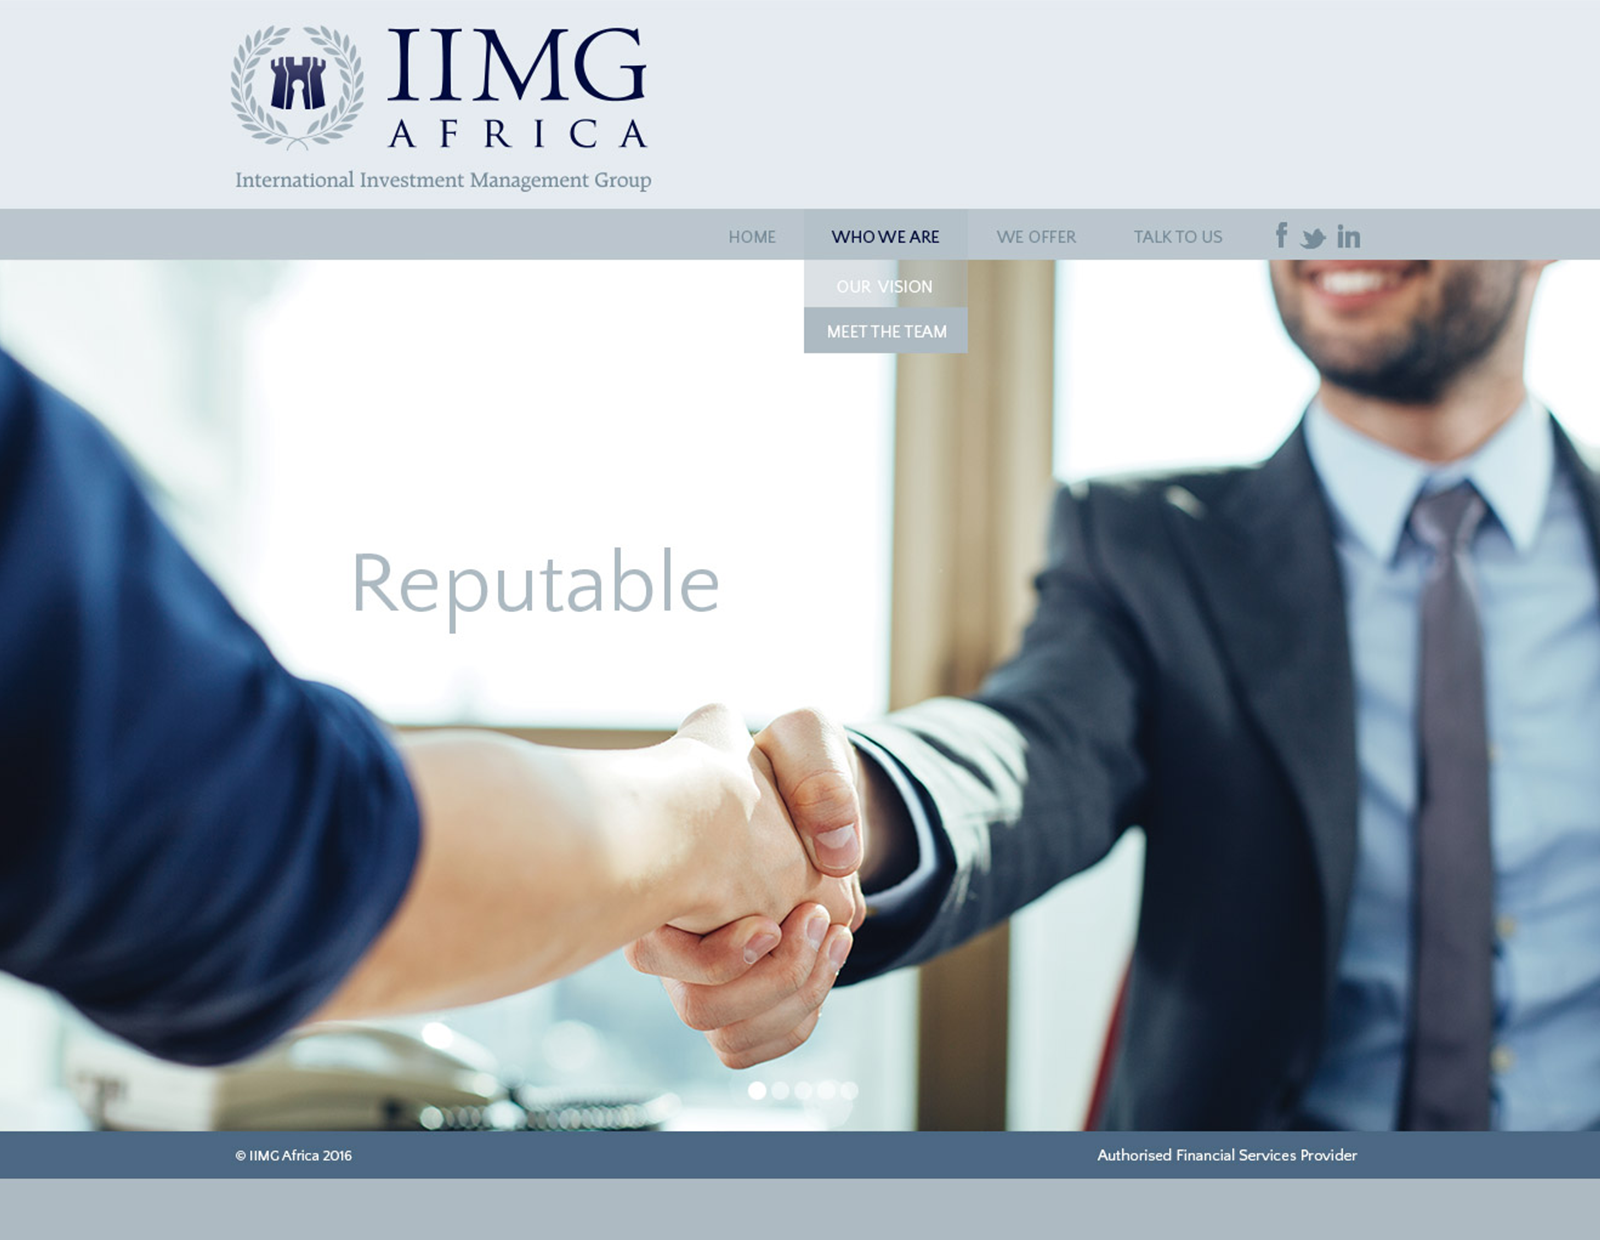 IIMG
AFRICA
International Investment Management Group
HOME WHO WE ARE WE OFFER TALK TO US f in
OUR VISION
MEET THE TEAM
Reputable
© IIMG Africa 2016 Authorised Financial Services Provider